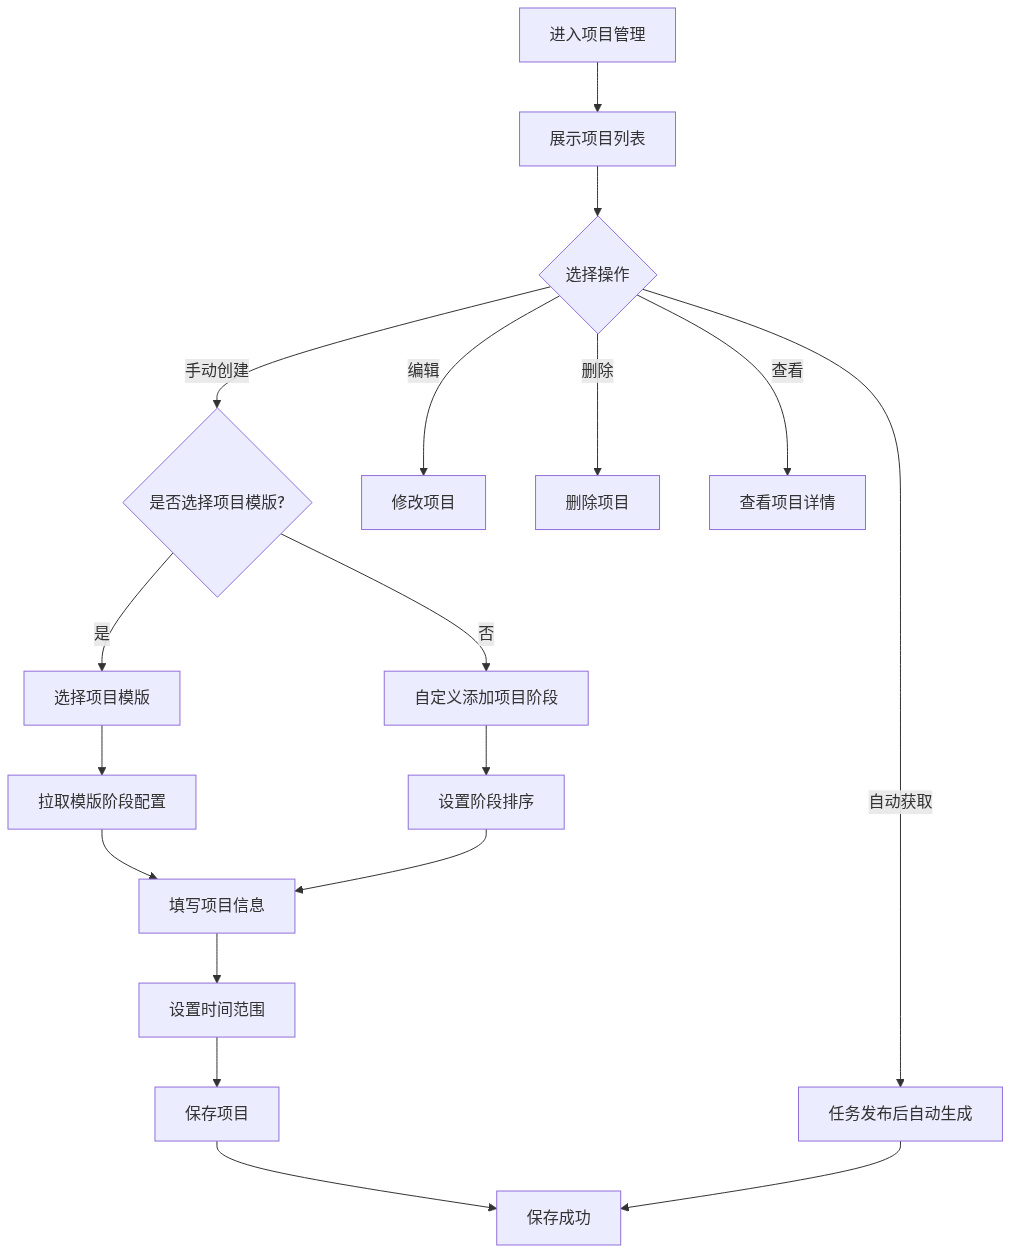 进入项目管理
展示项目列表
选择操作
手动创建
编辑
删除
查看
是否选择项目模版?
修改项目
删除项目
查看项目详情
是
否
选择项目模版
自定义添加项目阶段
拉取模版阶段配置
设置阶段排序
自动获取
填写项目信息
设置时间范围
保存项目
任务发布后自动生成
保存成功